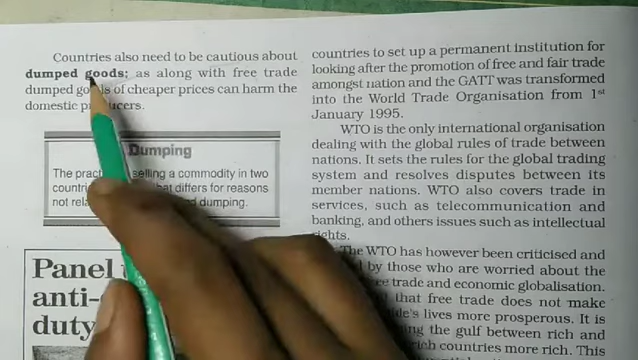 Countries also need to be cautious about
dumped goods; as along with free trade
dumped of cheaper prices can harm the
domestic
Dumping
The selling a commodity in two
that differs for reasons
not dumping.
Panel
anti-
duty
countries to set up a permanent institution for
looking after the promotion of free and fair trade
amongst nation and the GATT was transformed
into the World Trade Organisation from 1st
January 1995.
WTO is the only international organisation
dealing with the global rules of trade between
nations. It sets the rules for the global trading
system and resolves disputes between its
member nations. WTO also covers trade in
services, such as telecommunication and
banking, and others issues such as intellectual
rights.
The WTO has however been criticised and
by those who are worried about the
trade and economic globalisation.
that free trade does not make
lives more prosperous. It is
the gulf between rich and
countries more rich. This